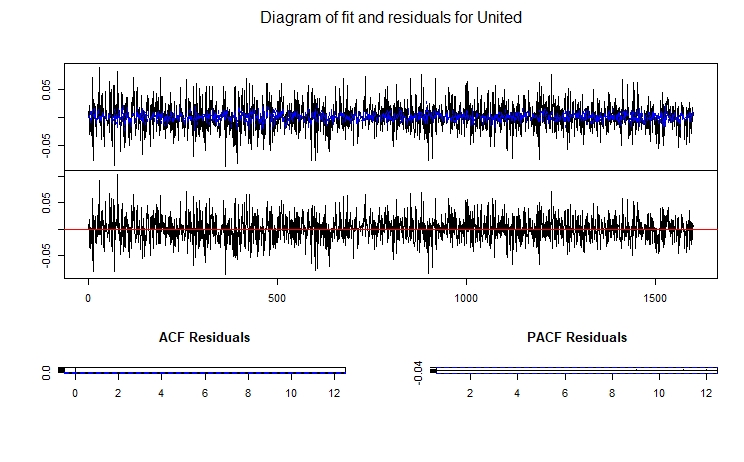 Diagram of fit and residuals for United
0.05
-0.05
0.05
-0.05
0 500 1000 1500
ACF Residuals PACF Residuals
0.0 -0.04
0 2 4 6 8 10 12 2 4 6 8 10 12